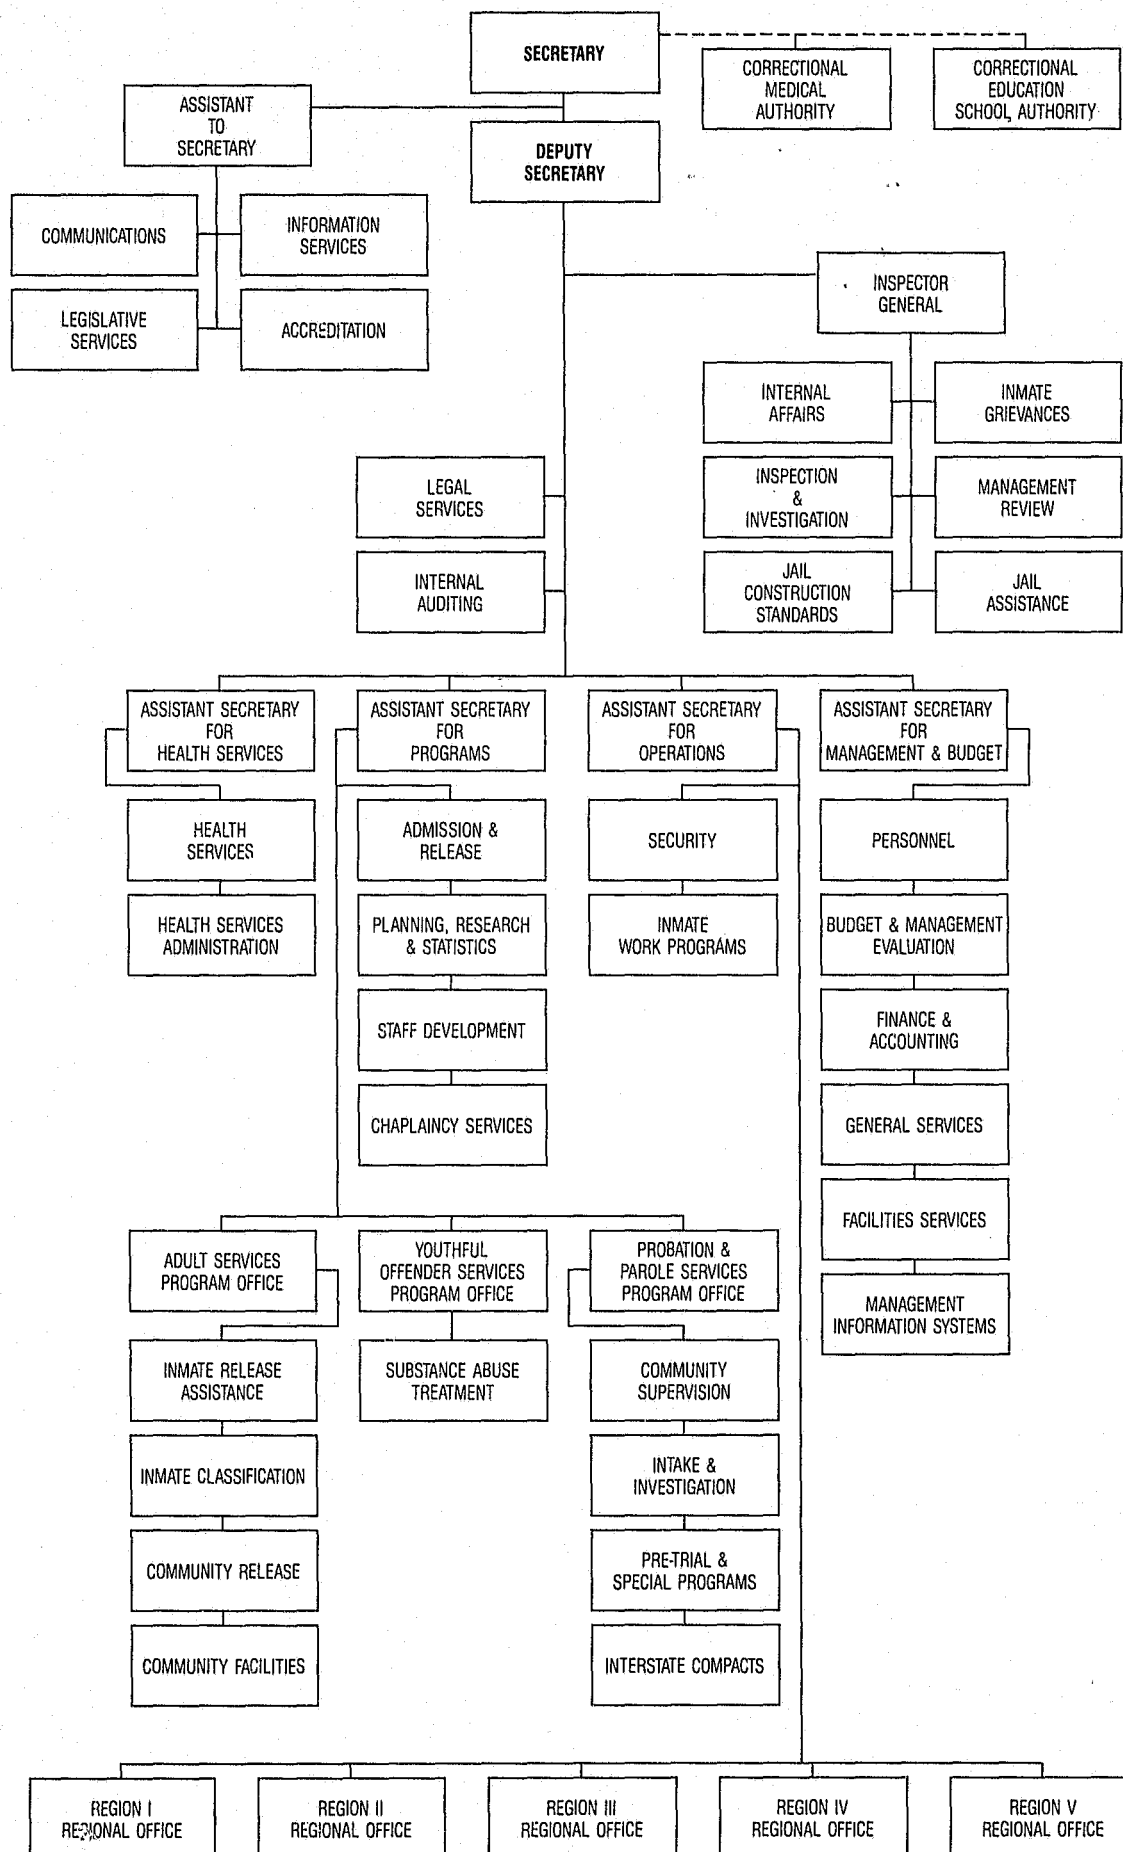 SECRETARY
CORRECTIONAL
MEDICAL
AUTHORITY
CORRECTIONAL
EDUCATION
SCHOOL AUTHORITY
ASSISTANT
TO
SECRETARY
DEPUTY
SECRETARY
COMMUNICATIONS
INFORMATION
SERVICES
LEGISLATIVE
SERVICES
ACCREDITATION
INSPECTOR
GENERAL
INTERNAL
AFFAIRS
INMATE
GRIEVANCES
LEGAL
SERVICES
INSPECTION
&
INVESTIGATION
MANAGEMENT
REVIEW
INTERNAL
AUDITING
JAIL
CONSTRUCTION
STANDARDS
JAIL
ASSISTANCE
ASSISTANT SECRETARY
FOR
HEALTH SERVICES
ASSISTANT SECRETARY
FOR
PROGRAMS
ASSISTANT SECRETARY
FOR
OPERATIONS
ASSISTANT SECRETARY
FOR
MANAGEMENT & BUDGET
HEALTH
SERVICES
ADMISSION &
RELEASE
SECURITY
PERSONNEL
HEALTH SERVICES
ADMINISTRATION
PLANNING, RESEARCH
& STATISTICS
INMATE
WORK PROGRAMS
BUDGET & MANAGEMENT
EVALUATION
STAFF DEVELOPMENT
FINANCE &
ACCOUNTING
CHAPLAINCY SERVICES
GENERAL SERVICES
FACILITIES SERVICES
MANAGEMENT
INFORMATION SYSTEMS
ADULT SERVICES
PROGRAM OFFICE
YOUTHFUL
OFFENDER SERVICES
PROGRAM OFFICE
PROBATION &
PAROLE SERVICES
PROGRAM OFFICE
INMATE RELEASE
ASSISTANCE
SUBSTANCE ABUSE
TREATMENT
COMMUNITY
SUPERVISION
INMATE CLASSIFICATION
INTAKE &
INVESTIGATION
COMMUNITY RELEASE
PRE-TRIAL &
SPECIAL PROGRAMS
COMMUNITY FACILITIES
INTERSTATE COMPACTS
REGION I
REGIONAL OFFICE
REGION II
REGIONAL OFFICE
REGION III
REGIONAL OFFICE
REGION IV
REGIONAL OFFICE
REGION V
REGIONAL OFFICE